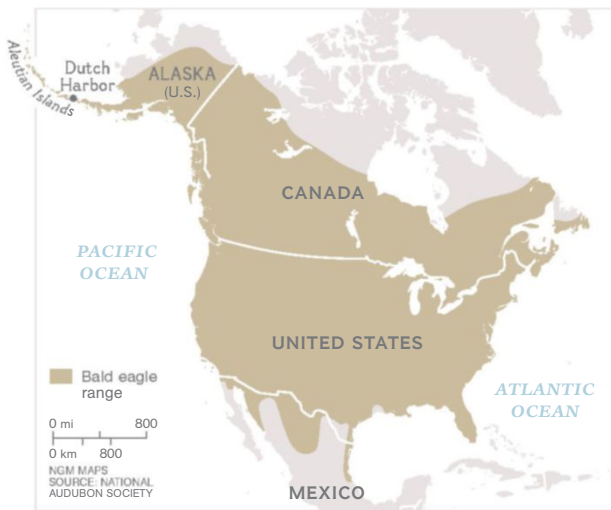 Aleutian Islands
Dutch
Harbor
ALASKA
(U.S.)
CANADA
PACIFIC
OCEAN
UNITED STATES
Bald eagle
range
ATLANTIC
OCEAN
0 mi 800
0 km 800
NGM MAPS
SOURCE: NATIONAL
AUDUBON SOCIETY
MEXICO